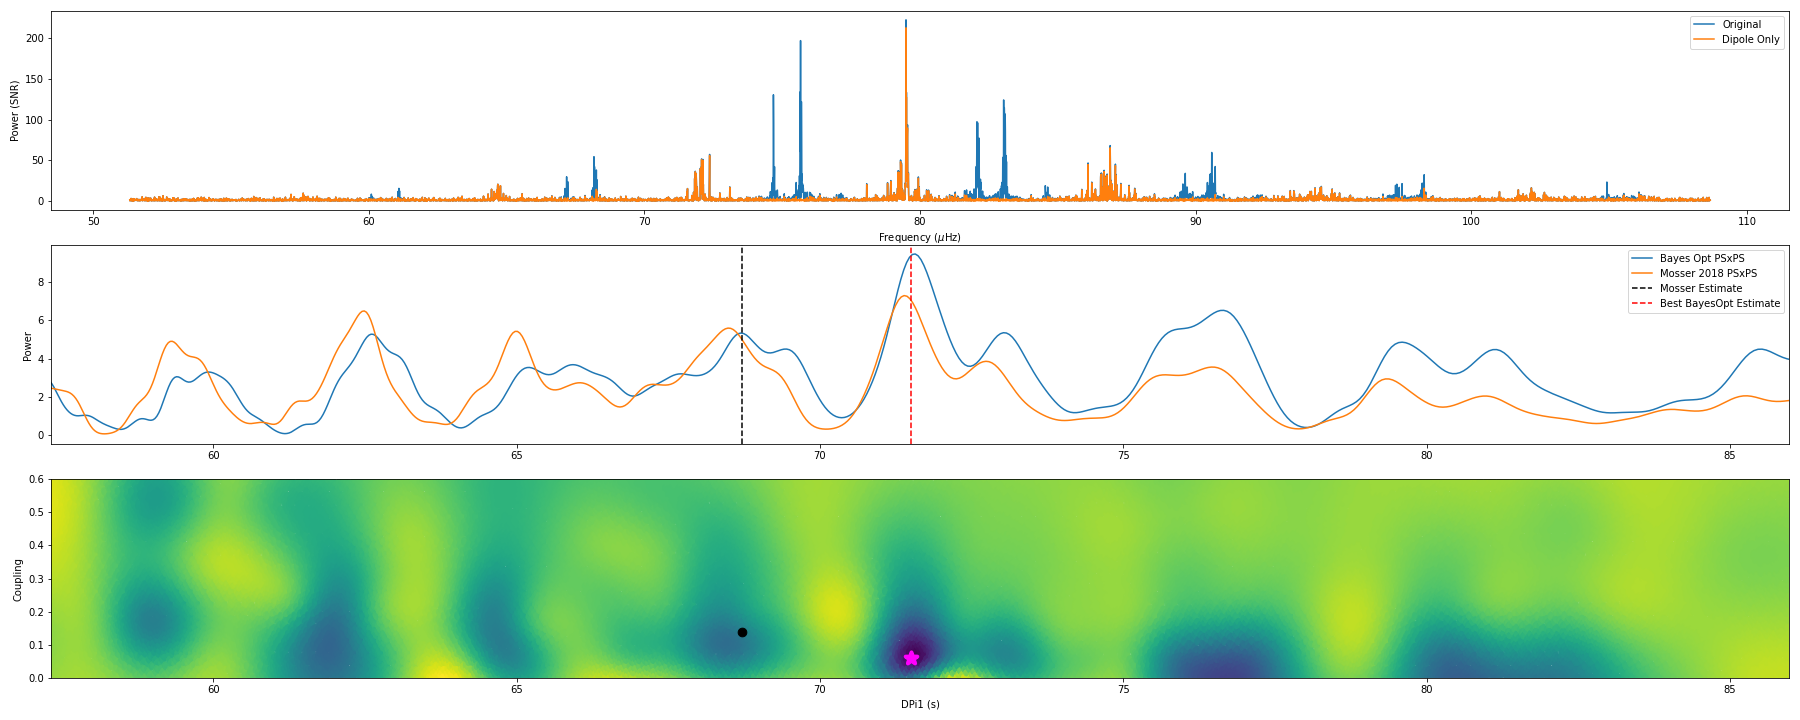 Power (SNR)
200
150
100
50
0
50 60 70 80 90 100 110
Frequency (μHz)
Original
Dipole Only
Power
8
6
4
2
0
60 65 70 75 80 85
Bayes Opt PSxPS
Mosser 2018 PSxPS
Mosser Estimate
Best BayesOpt Estimate
Coupling
0.6
0.5
0.4
0.3
0.2
0.1
0.0
60 65 70 75 80 85
DPi1 (s)